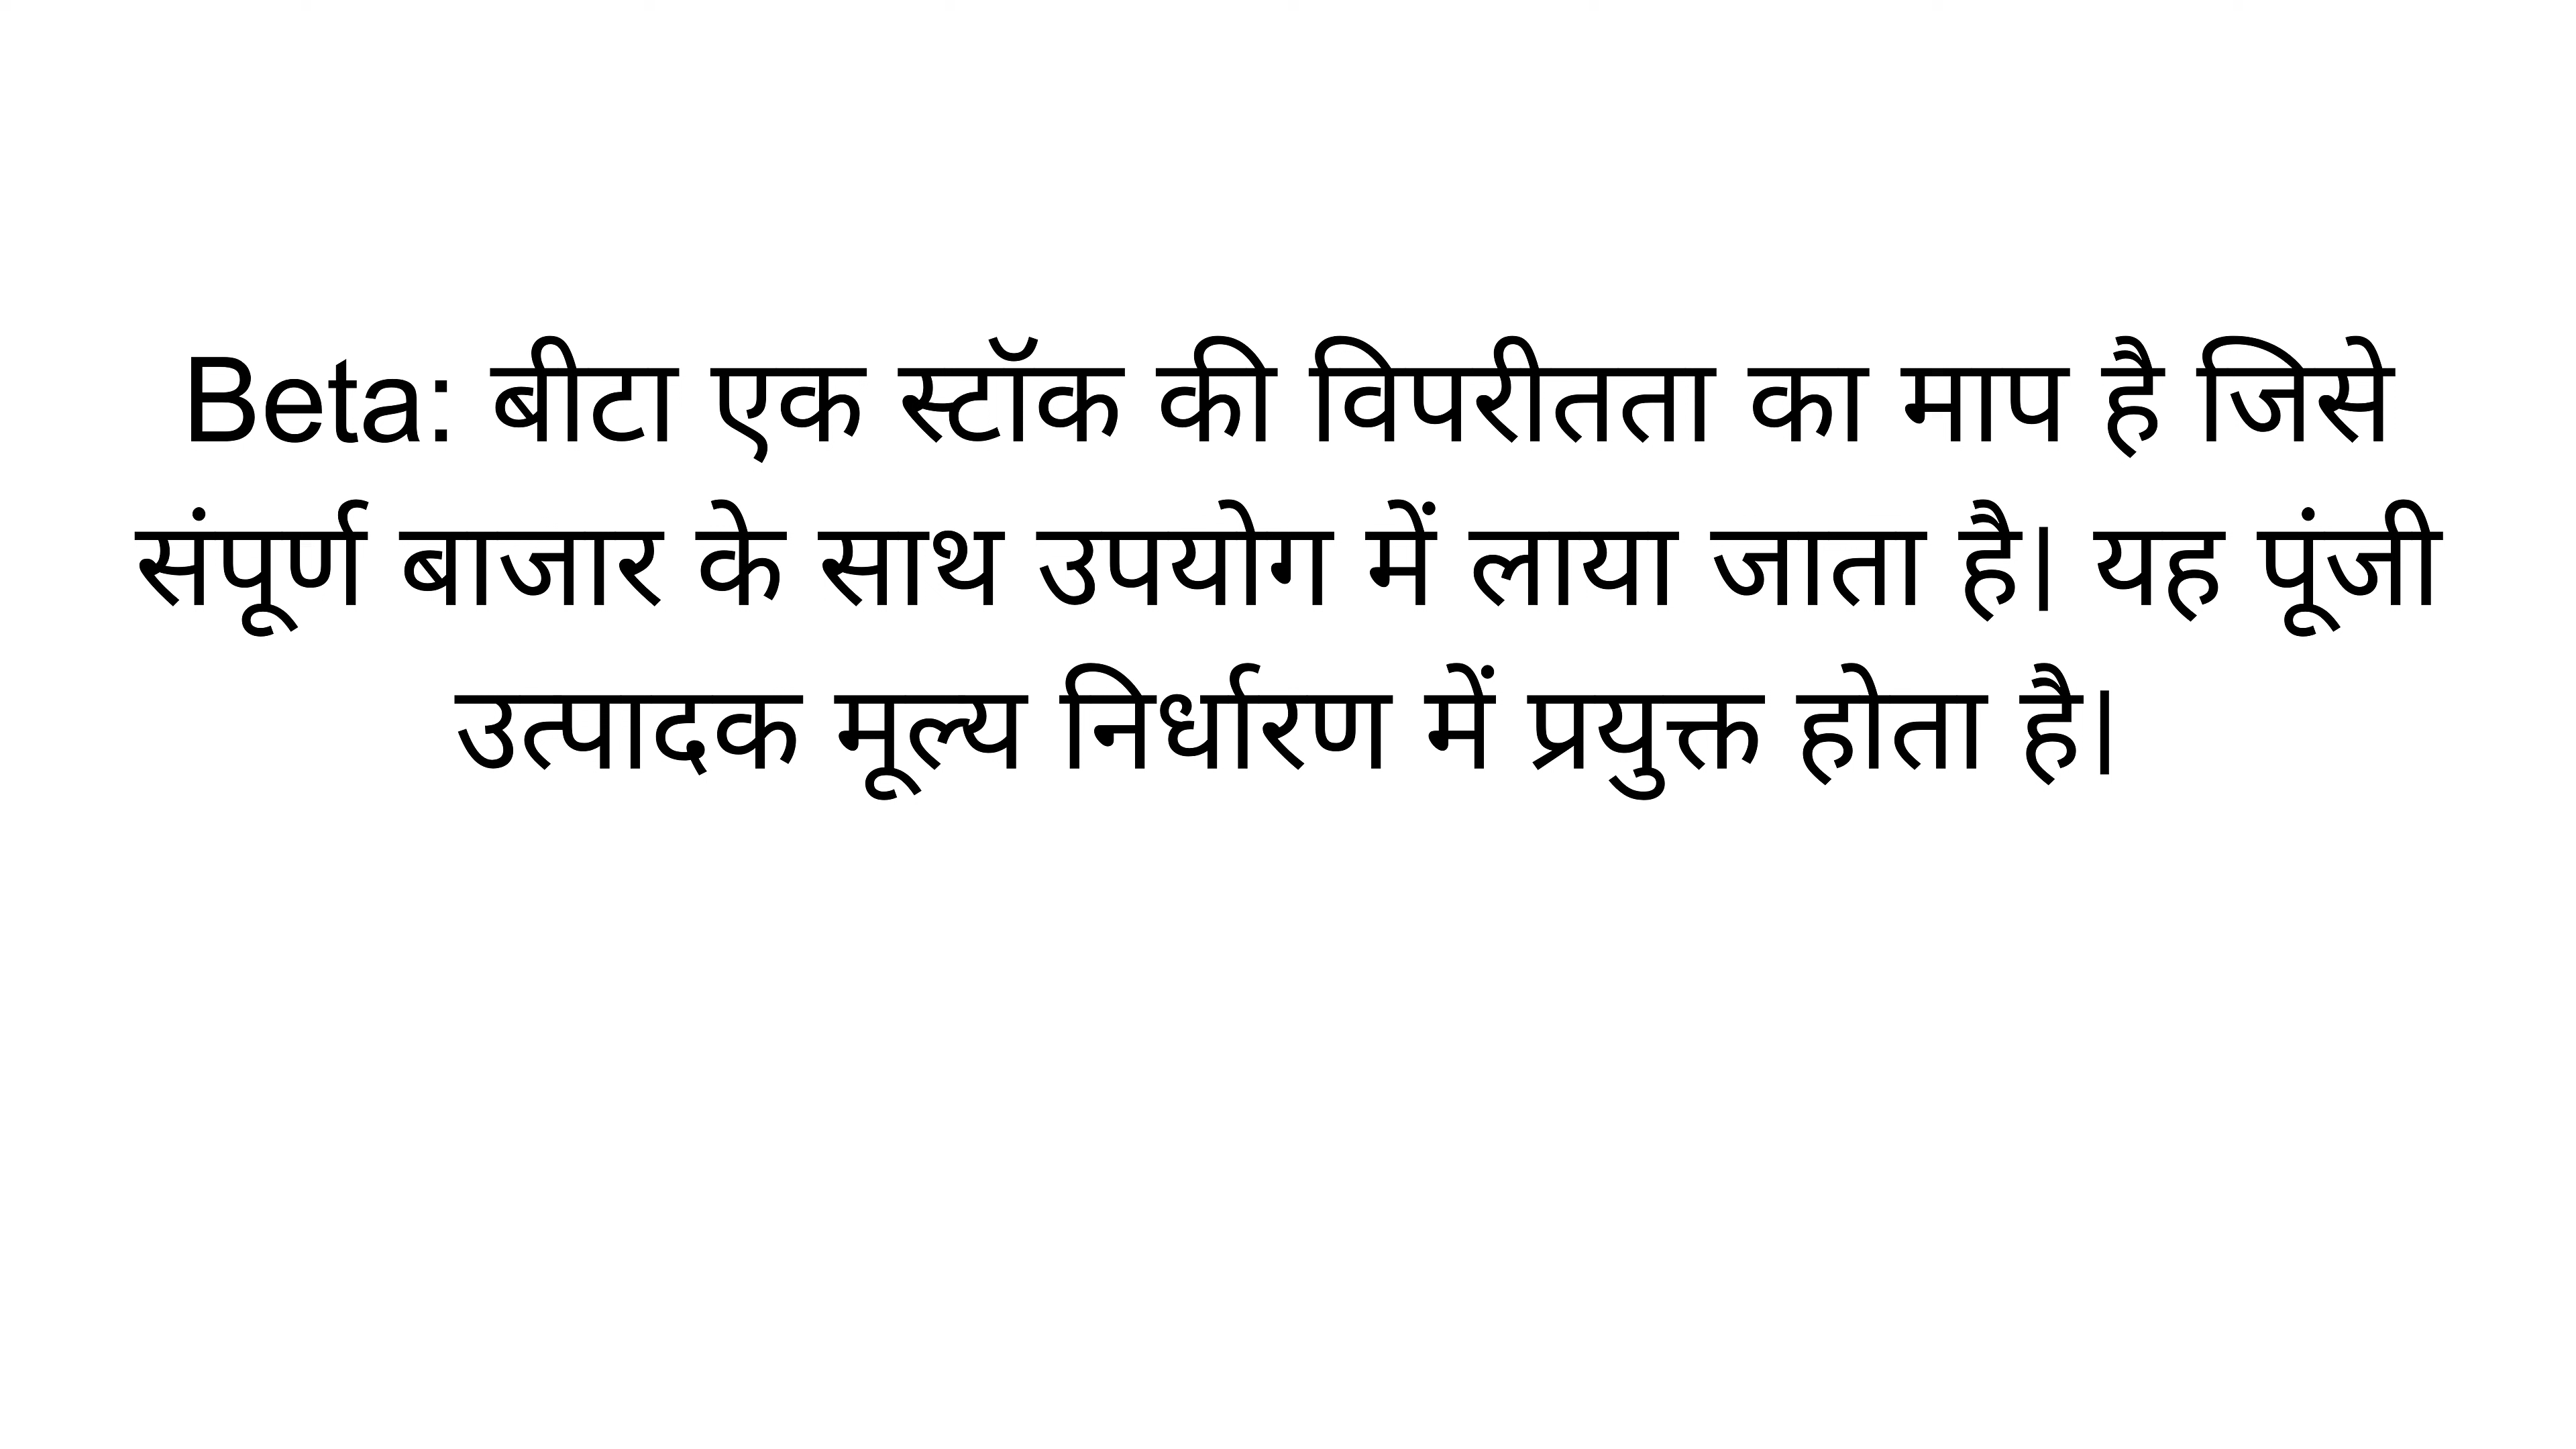 Beta: बीटा एक स्टॉक की विपरीतता का माप है जिसे
संपूर्ण बाजार के साथ उपयोग में लाया जाता है। यह पूंजी
उत्पादक मूल्य निर्धारण में प्रयुक्त होता है।